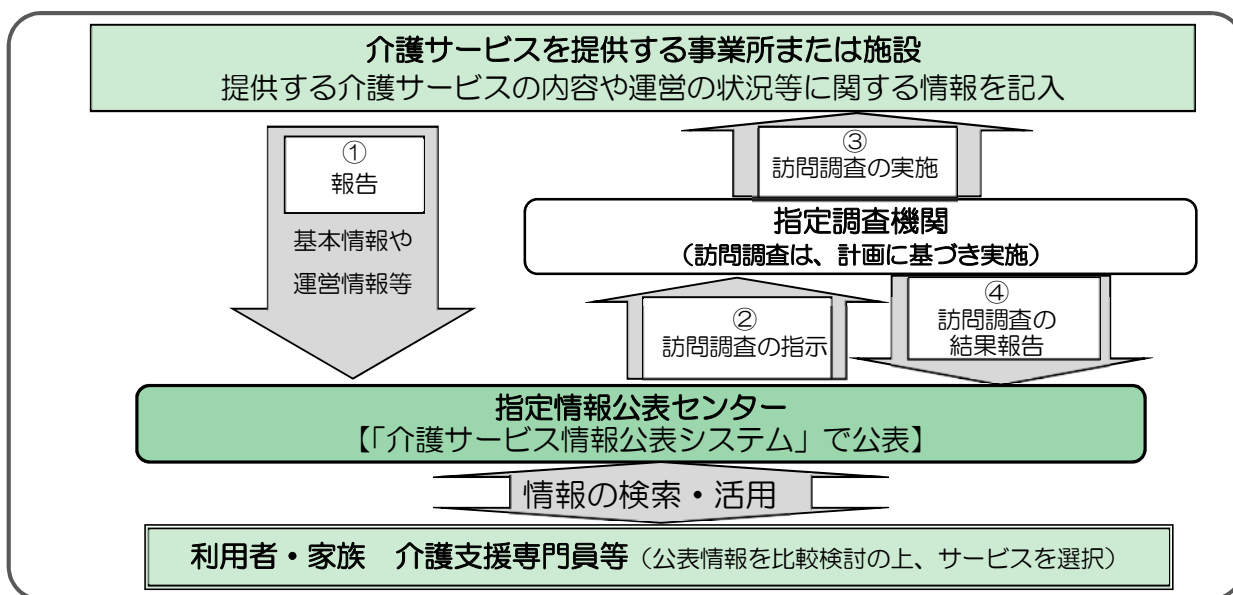 介護サービスを提供する事業所または施設
提供する介護サービスの内容や運営の状況等に関する情報を記入
①
報告
基本情報や
運営情報等
③
訪問調査の実施
指定調査機関
（訪問調査は、計画に基づき実施）
②
訪問調査の指示
④
訪問調査の
結果報告
指定情報公表センター
【「介護サービス情報公表システム」で公表】
情報の検索・活用
利用者・家族　介護支援専門員等（公表情報を比較検討の上、サービスを選択）